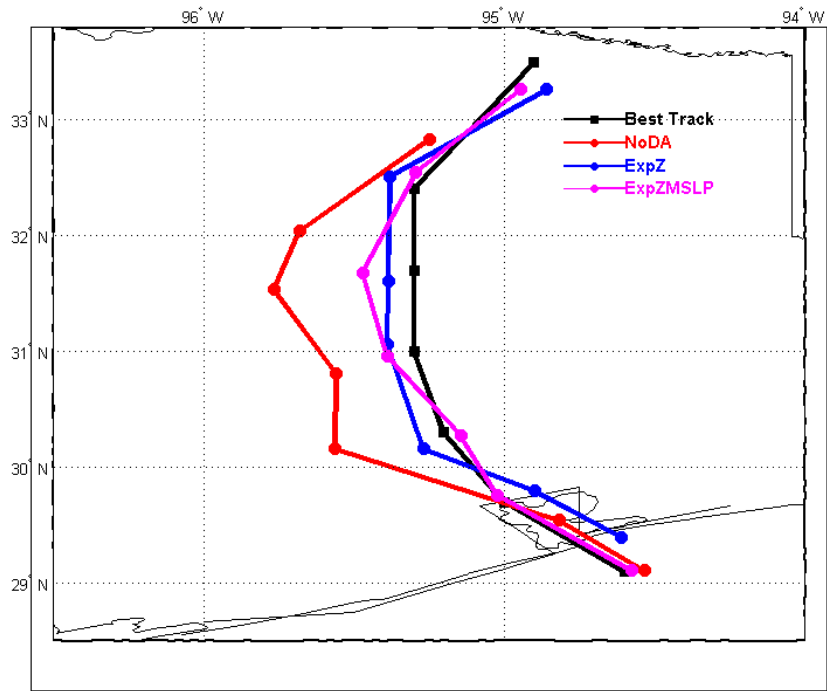 96° W 95° W 94° W
33° N
32° N
31° N
30° N
29° N
Best Track
NoDA
ExpZ
ExpZMSLP